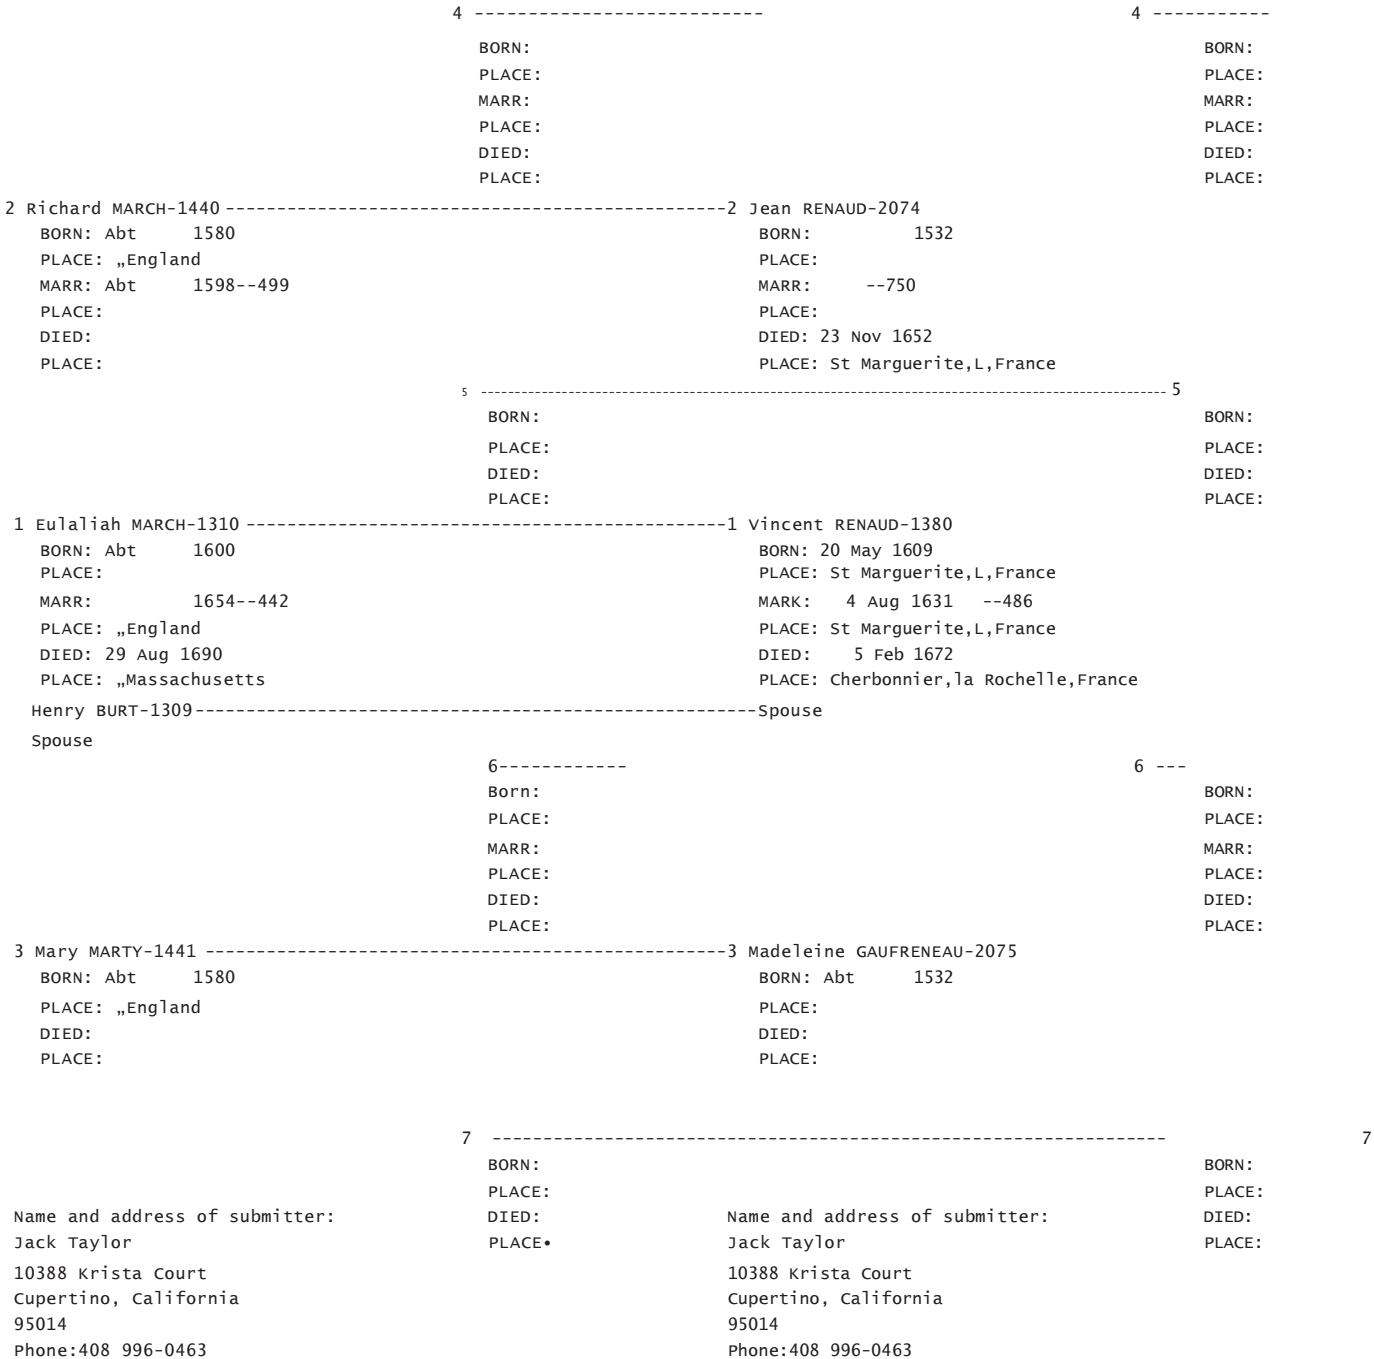 4 --------------------------- 4 -----------
BORN: BORN:
PLACE: PLACE:
MARR: MARR:
PLACE: PLACE:
DIED: DIED:
PLACE: PLACE:
2 Richard MARCH-1440 -------------------------------------------------2 Jean RENAUD-2074
BORN: Abt 1580 BORN: 1532
PLACE: „England PLACE:
MARR: Abt 1598--499 MARR: --750
PLACE: PLACE:
DIED: DIED: 23 Nov 1652
PLACE: PLACE: St Marguerite,L,France
5 ---------------------------------------------------------------------------------------------------- 5
BORN: BORN:
PLACE: PLACE:
DIED: DIED:
PLACE: PLACE:
1 Eulaliah MARCH-1310 -----------------------------------------------1 Vincent RENAUD-1380
BORN: Abt 1600 BORN: 20 May 1609
PLACE: PLACE: St Marguerite,L,France
MARR: 1654--442 MARK: 4 Aug 1631 --486
PLACE: „England PLACE: St Marguerite,L,France
DIED: 29 Aug 1690 DIED: 5 Feb 1672
PLACE: „Massachusetts PLACE: Cherbonnier,la Rochelle,France
Henry BURT-1309-------------------------------------------------------Spouse
Spouse
6------------ 6 ---
Born: BORN:
PLACE: PLACE:
MARR: MARR:
PLACE: PLACE:
DIED: DIED:
PLACE: PLACE:
3 Mary MARTY-1441 ---------------------------------------------------3 Madeleine GAUFRENEAU-2075
BORN: Abt 1580 BORN: Abt 1532
PLACE: „England PLACE:
DIED: DIED:
PLACE: PLACE:
7 ------------------------------------------------------------------ 7
BORN: BORN:
PLACE: PLACE:
Name and address of submitter: DIED: Name and address of submitter: DIED:
Jack Taylor PLACE• Jack Taylor PLACE:
10388 Krista Court 10388 Krista Court
Cupertino, California Cupertino, California
95014 95014
Phone:408 996-0463 Phone:408 996-0463